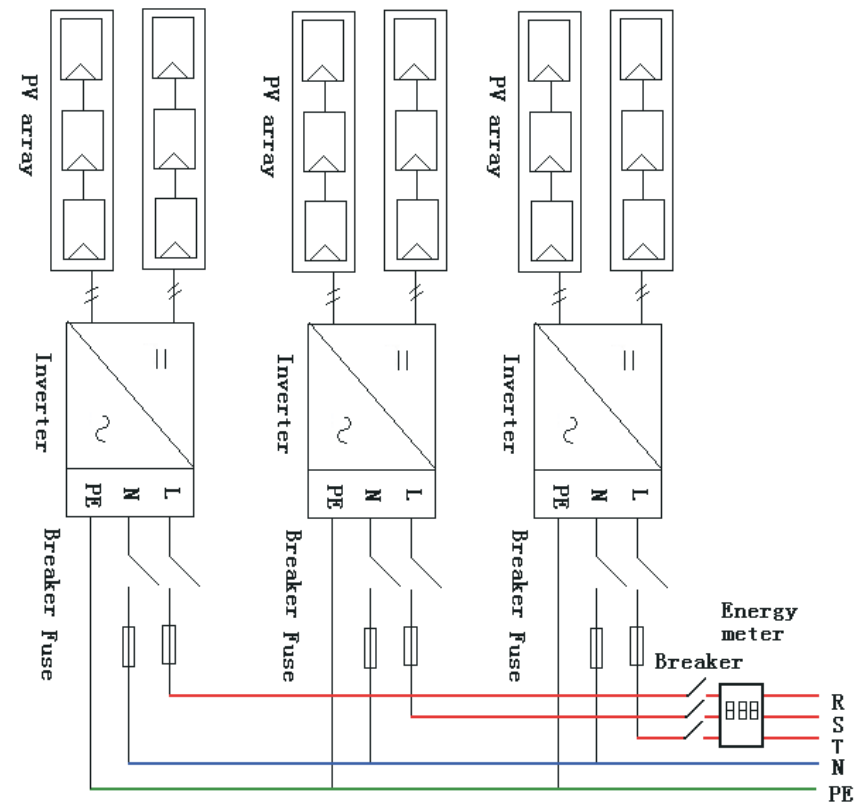 PV array
PV array
PV array
Inverter
Inverter
Inverter
PE N L
PE N L
PE N L
Breaker Fuse
Breaker Fuse
Breaker Fuse
Energy
meter
Breaker
R
S
T
N
PE